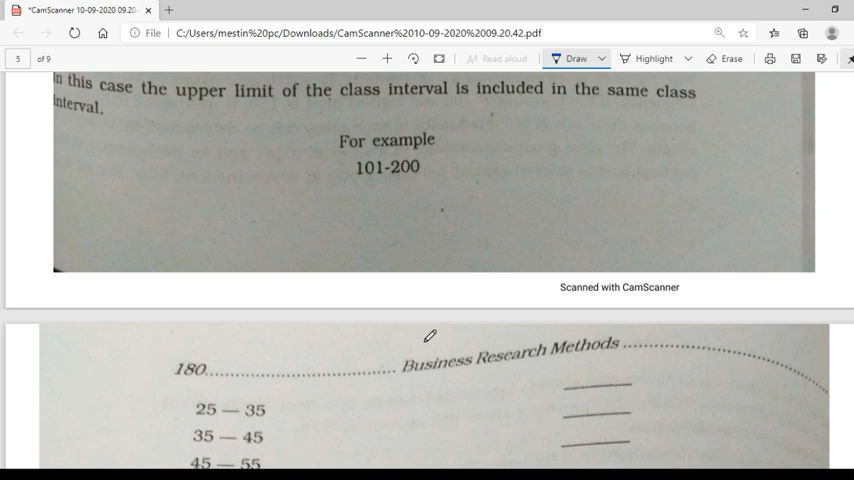 *CamScanner 10-09-2020 09.20
File C:/Users/mestin%20pc/Downloads/CamScanner%2010-09-2020%2009.20.42.pdf
5 of 9 Read aloud Draw Highlight Erase
In this case the upper limit of the class interval is included in the same class
interval.
For example
101-200
Scanned with CamScanner
180 Business Research Methods
25 — 35
35 — 45
45 — 55